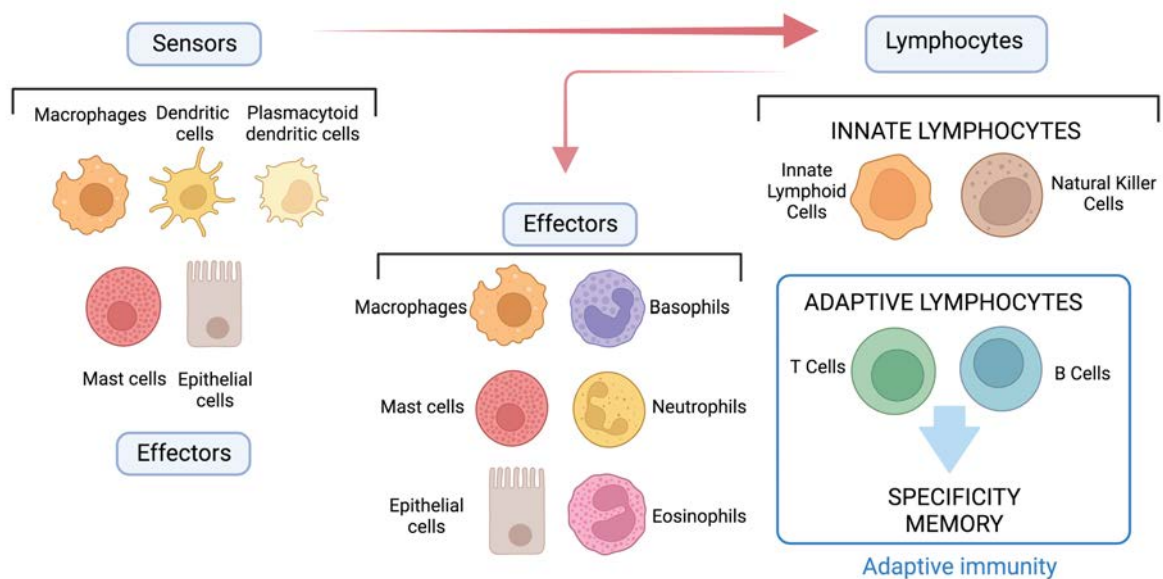 Sensors
Macrophages
Dendritic
cells
Plasmacytoid
dendritic cells
Mast cells
Epithelial
cells
Effectors
Effectors
Macrophages
Basophils
Mast cells
Neutrophils
Epithelial
cells
Eosinophils
Lymphocytes
INNATE LYMPHOCYTES
Innate
Lymphoid
Cells
Natural Killer
Cells
ADAPTIVE LYMPHOCYTES
T Cells
B Cells
SPECIFICITY
MEMORY
Adaptive immunity